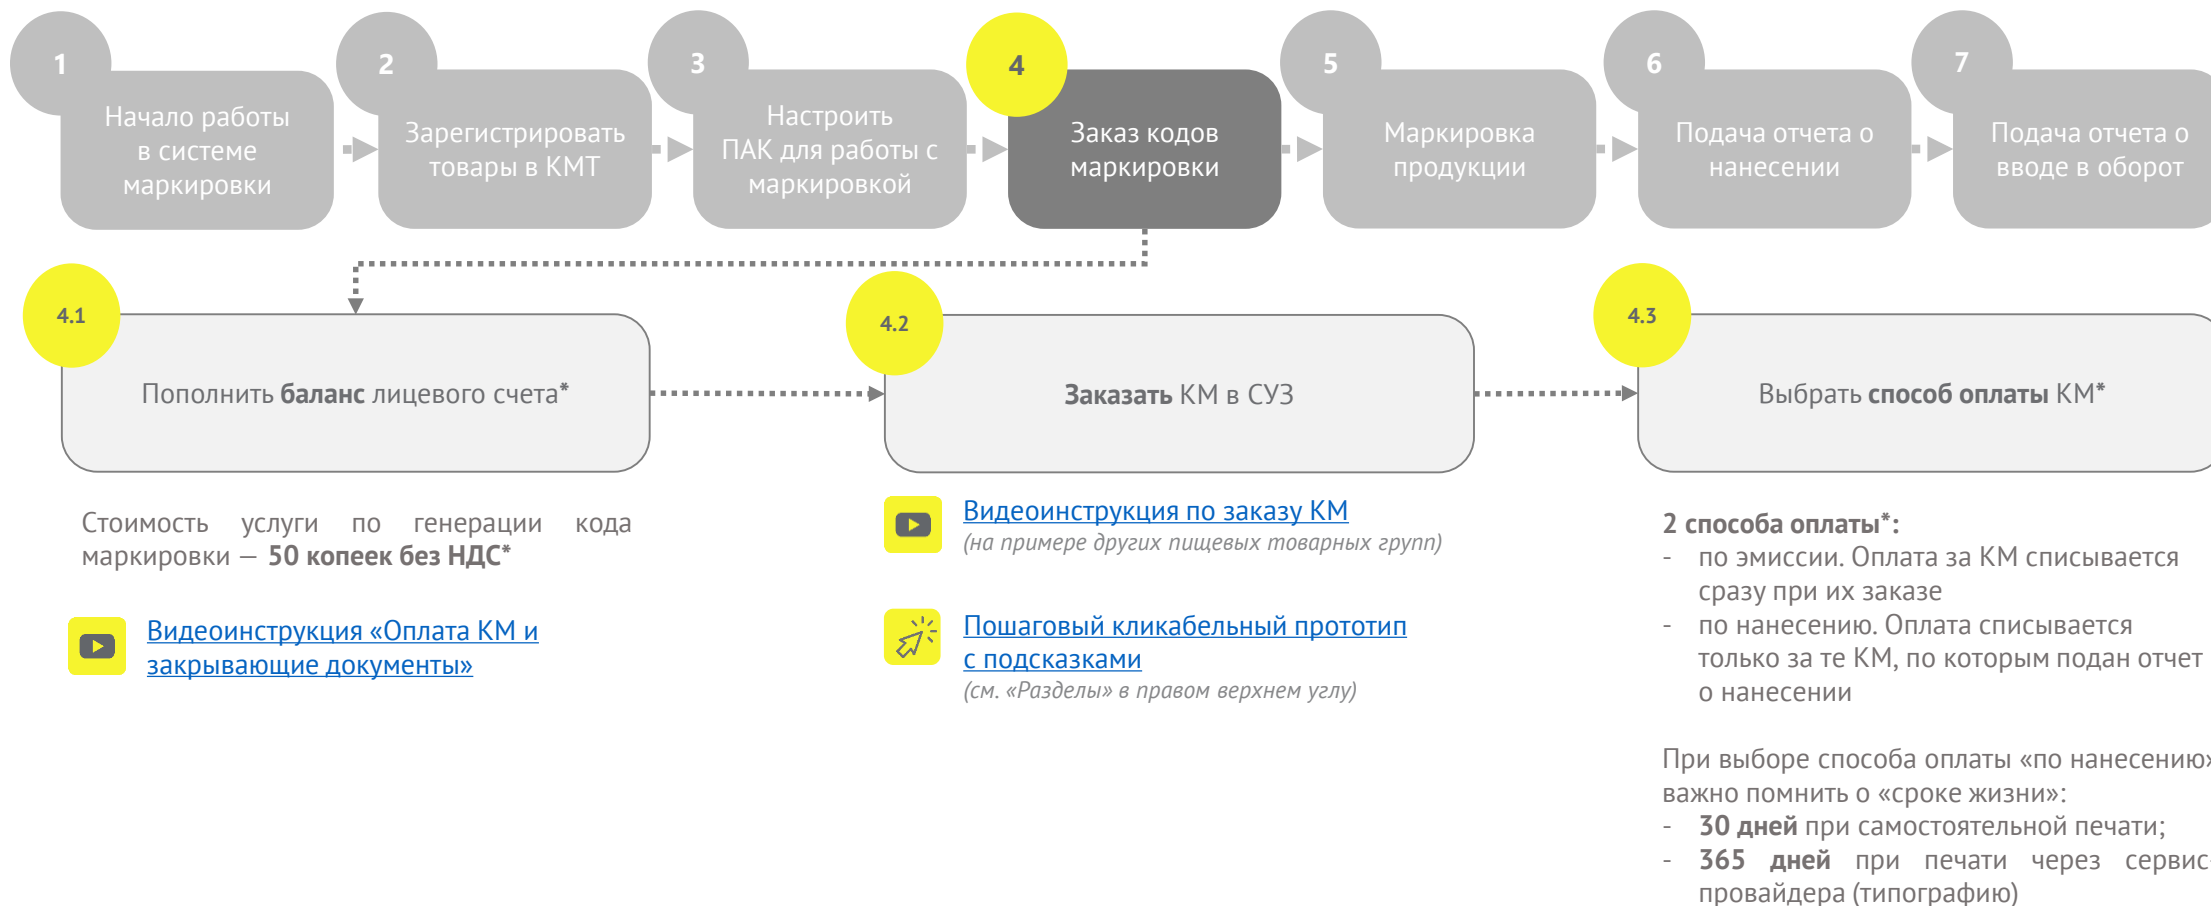 1
Начало работы
в системе
маркировки
2
Зарегистрировать
товары в КМТ
3
Настроить
ПАК для работы с
маркировкой
4
Заказ кодов
маркировки
5
Маркировка
продукции
6
Подача отчета о
нанесении
7
Подача отчета о
вводе в оборот
4.1
Пополнить баланс лицевого счета*
4.2
Заказать КМ в СУЗ
4.3
Выбрать способ оплаты КМ*
Стоимость услуги по генерации кода
маркировки — 50 копеек без НДС*
Видеоинструкция «Оплата КМ и
закрывающие документы»
Видеоинструкция по заказу КМ
(на примере других пищевых товарных групп)
Пошаговый кликабельный прототип
с подсказками
(см. «Разделы» в правом верхнем углу)
2 способа оплаты*:
- по эмиссии. Оплата за КМ списывается
сразу при их заказе
- по нанесению. Оплата списывается
только за те КМ, по которым подан отчет
о нанесении
При выборе способа оплаты «по нанесению»
важно помнить о «сроке жизни»:
- 30 дней при самостоятельной печати;
- 365 дней при печати через сервис-
провайдера (типографию)